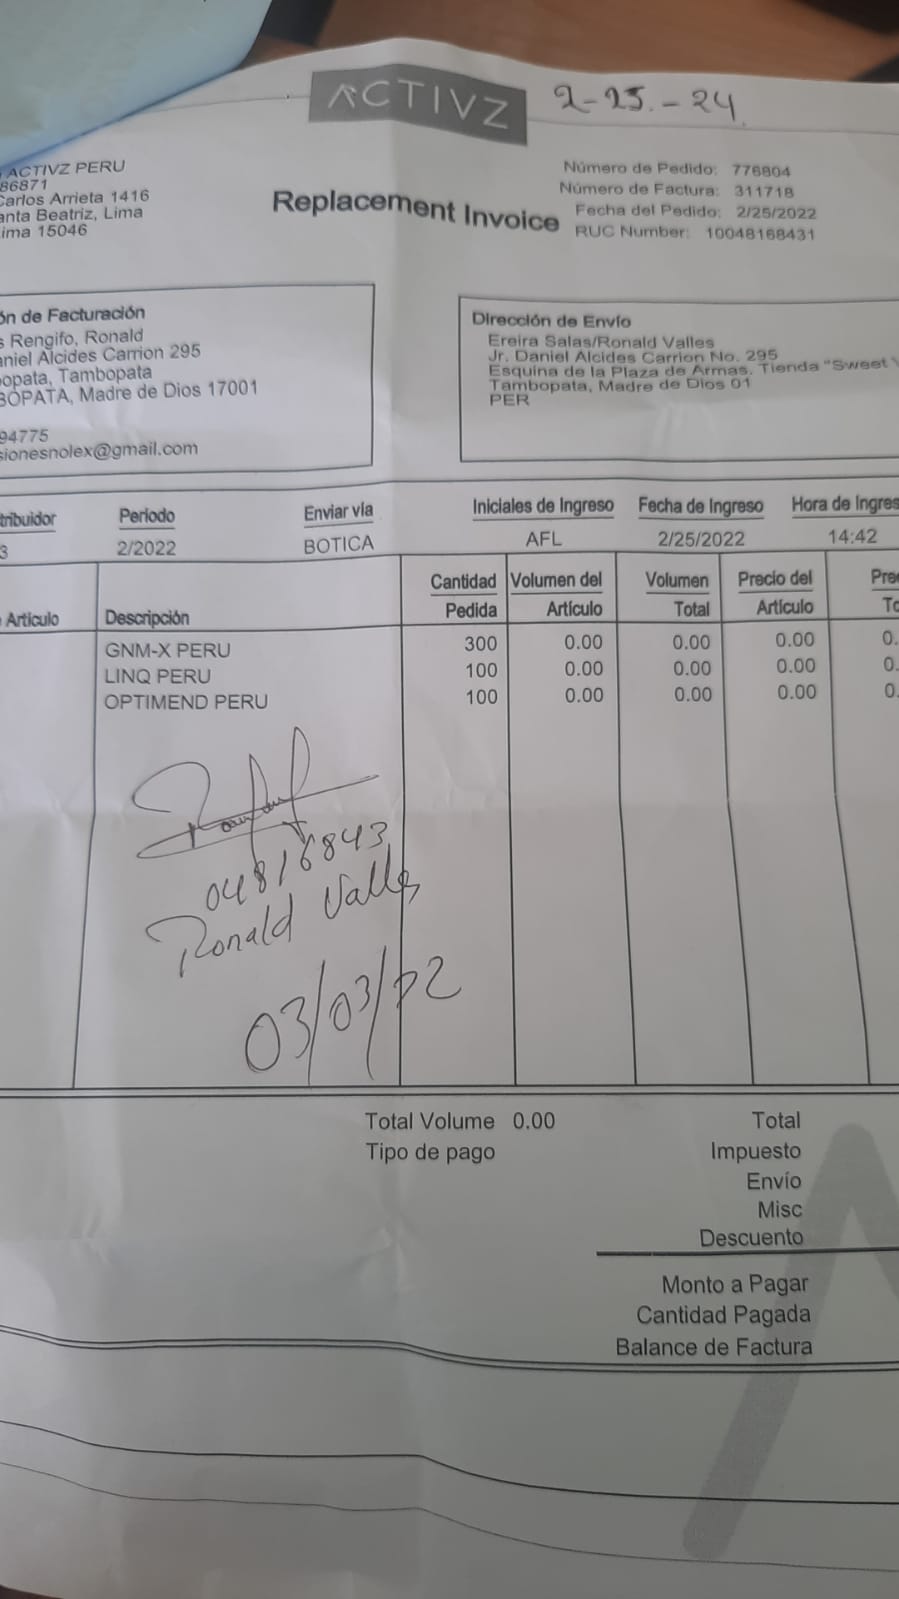 ACTIVZ
2-25.-24
ACTIVZ PERU
86871
Carlos Arrieta 1416
anta Beatriz, Lima
ima 15046
Replacement Invoice
Número de Pedido: 776804
Número de Factura: 311718
Fecha del Pedido: 2/25/2022
RUC Number: 10048168431
ón de Facturación
s Rengifo, Ronald
aniel Alcides Carrion 295
opata, Tambopata
BOPATA, Madre de Dios 17001
94775
sionesnolex@gmail.com
Dirección de Envío
Ereira Salas/Ronald Valles
Jr. Daniel Alcides Carrion No. 295
Esquina de la Plaza de Armas. Tienda "Sweet
Tambopata, Madre de Dios 01
PER
tribuidor Periodo Enviar vía Iniciales de Ingreso Fecha de Ingreso Hora de Ingres
3 2/2022 BOTICA AFL 2/25/2022 14:42
Artículo Descripción Cantidad Pedida Volumen del Artículo Volumen Total Precio del Artículo Pre To
GNM-X PERU 300 0.00 0.00 0.00 0.
LINQ PERU 100 0.00 0.00 0.00 0.
OPTIMEND PERU 100 0.00 0.00 0.00 0.
04816843
Ronald Valles
03/03/22
Total Volume 0.00
Tipo de pago
Total
Impuesto
Envío
Misc
Descuento
Monto a Pagar
Cantidad Pagada
Balance de Factura